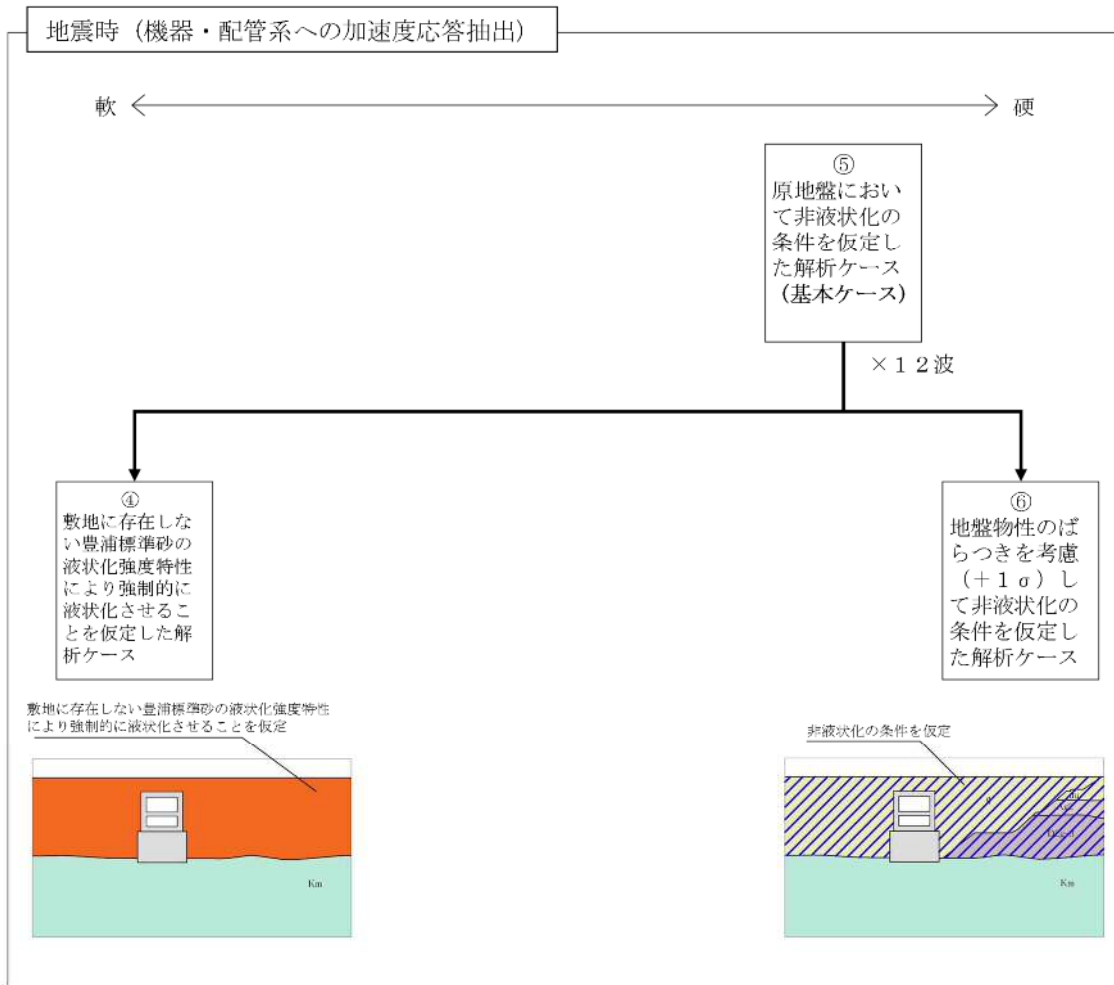 地震時（機器・配管系への加速度応答抽出）
軟
硬
⑤
原地盤におい
て非液状化の
条件を仮定し
た解析ケース
（基本ケース）
×１２波
④
敷地に存在しな
い豊浦標準砂の
液状化強度特性
により強制的に
液状化させるこ
とを仮定した解
析ケース
⑥
地盤物性のば
らつきを考慮
（＋１σ）し
て非液状化の
条件を仮定し
た解析ケース
敷地に存在しない豊浦標準砂の液状化強度特性
により強制的に液状化させることを仮定
非液状化の条件を仮定
Km
Km